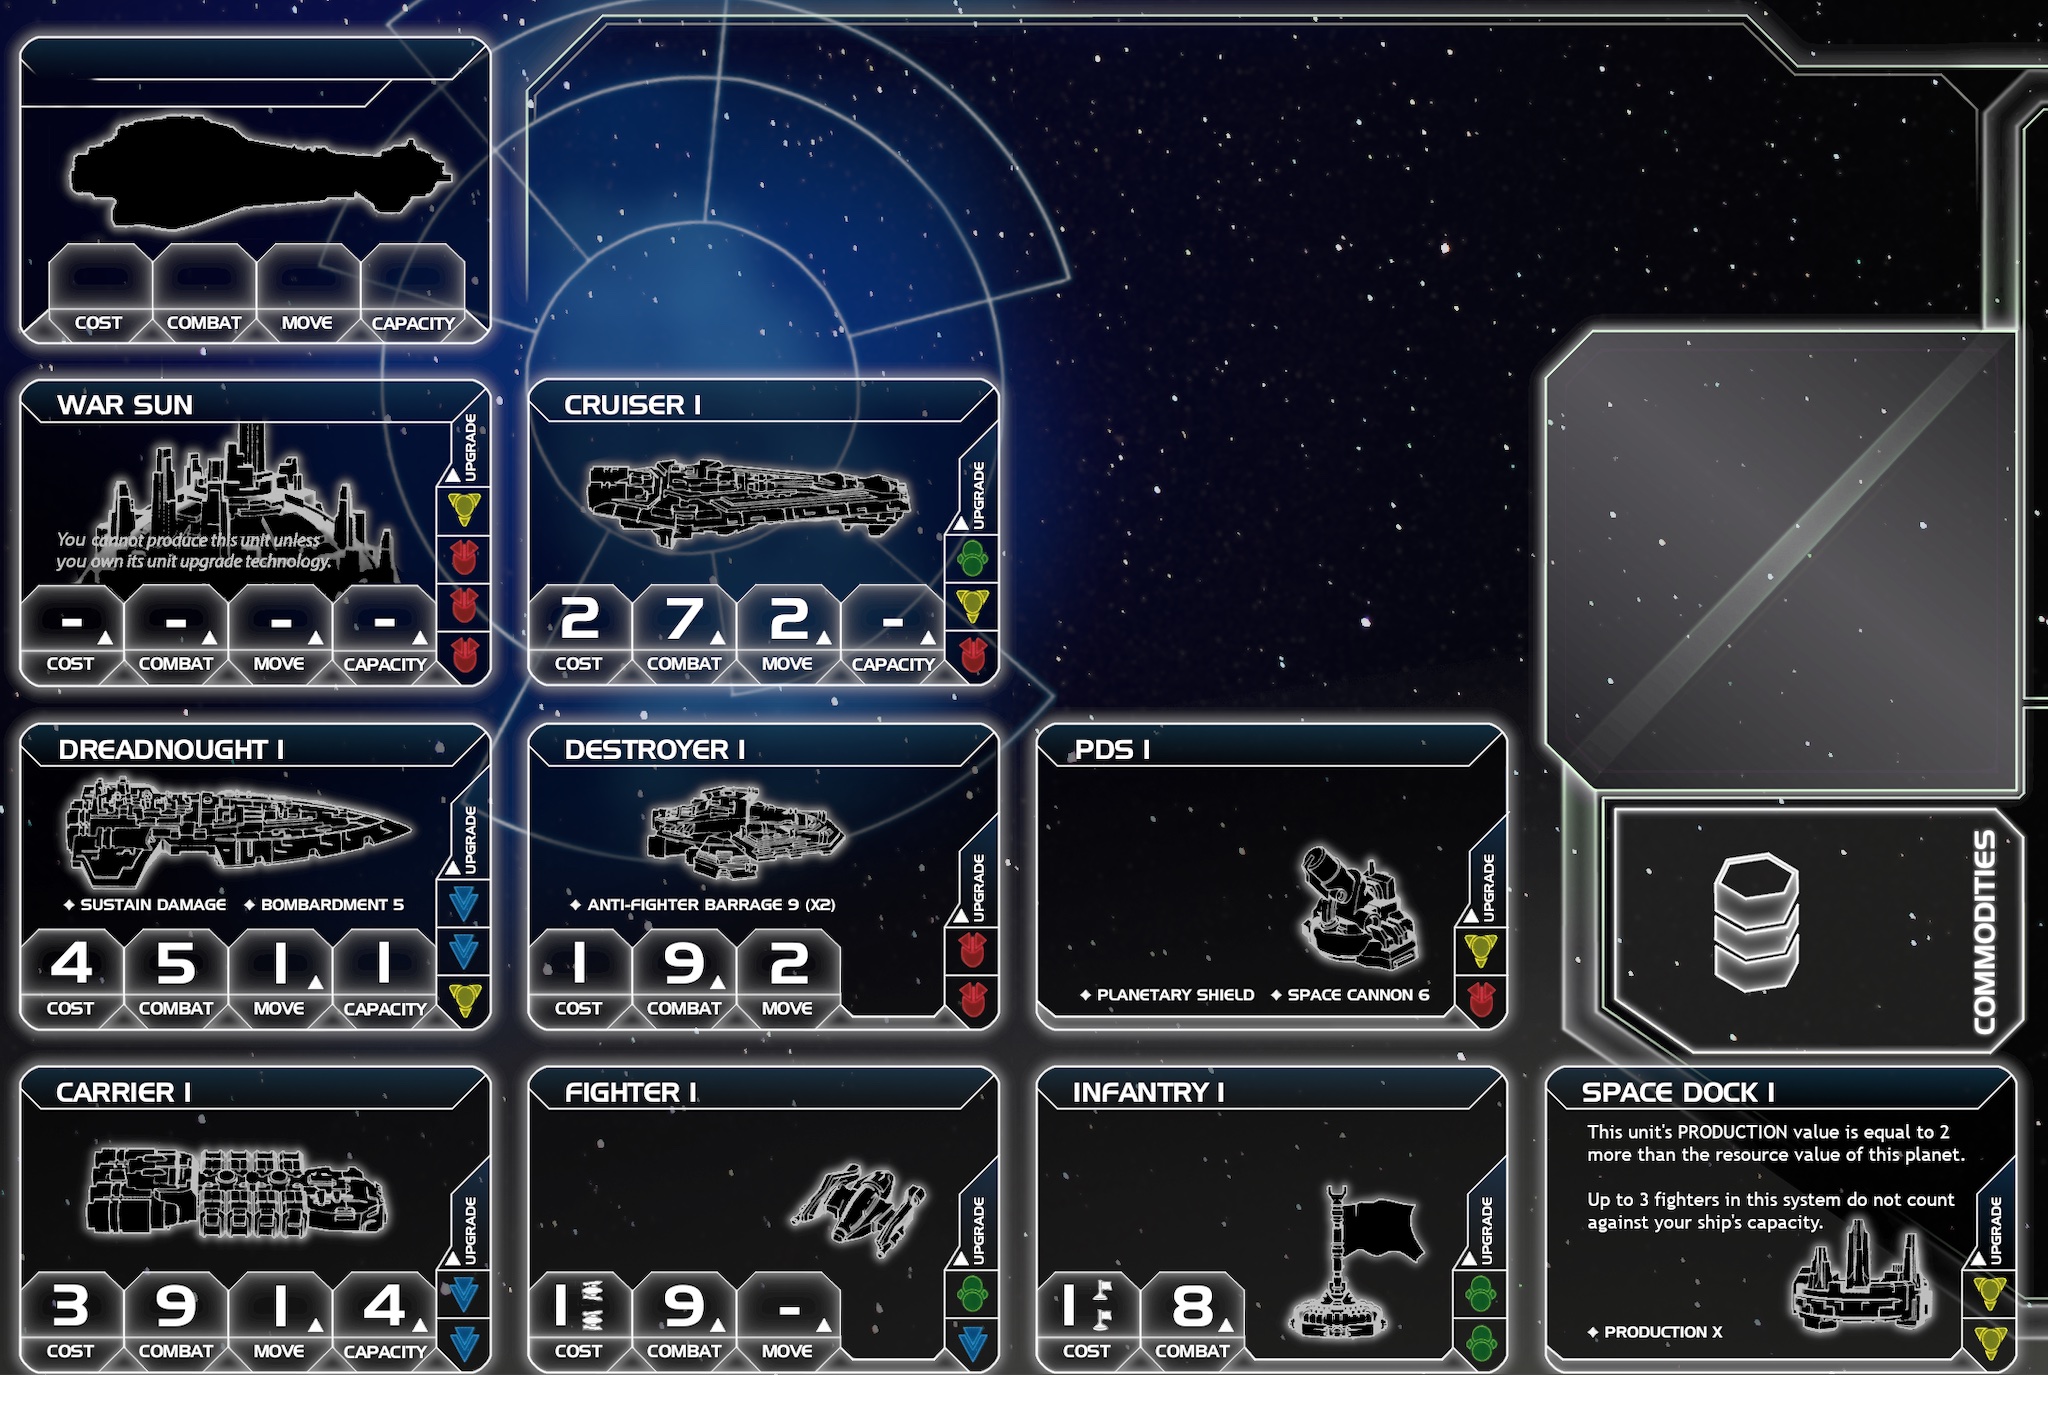 COST COMBAT MOVE CAPACITY
WAR SUN
UPGRADE
You cannot produce this unit unless
you own its unit upgrade technology.
- - - -
COST COMBAT MOVE CAPACITY
CRUISER I
UPGRADE
2 7 2 -
COST COMBAT MOVE CAPACITY
DREADNOUGHT I
UPGRADE
SUSTAIN DAMAGE BOMBARDMENT 5
4 5 1 1
COST COMBAT MOVE CAPACITY
DESTROYER I
UPGRADE
ANTI-FIGHTER BARRAGE 9 (X2)
1 9 2
COST COMBAT MOVE
PDS I
UPGRADE
PLANETARY SHIELD SPACE CANNON 6
COMMODITIES
CARRIER I
UPGRADE
3 9 1 4
COST COMBAT MOVE CAPACITY
FIGHTER I
UPGRADE
1 9 -
COST COMBAT MOVE
INFANTRY I
UPGRADE
1 8
COST COMBAT
SPACE DOCK I
This unit's PRODUCTION value is equal to 2
more than the resource value of this planet.
Up to 3 fighters in this system do not count
against your ship's capacity.
UPGRADE
PRODUCTION X